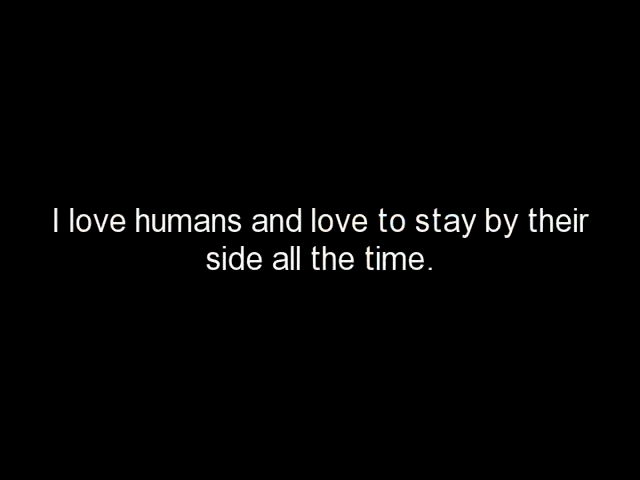 I love humans and love to stay by their
side all the time.